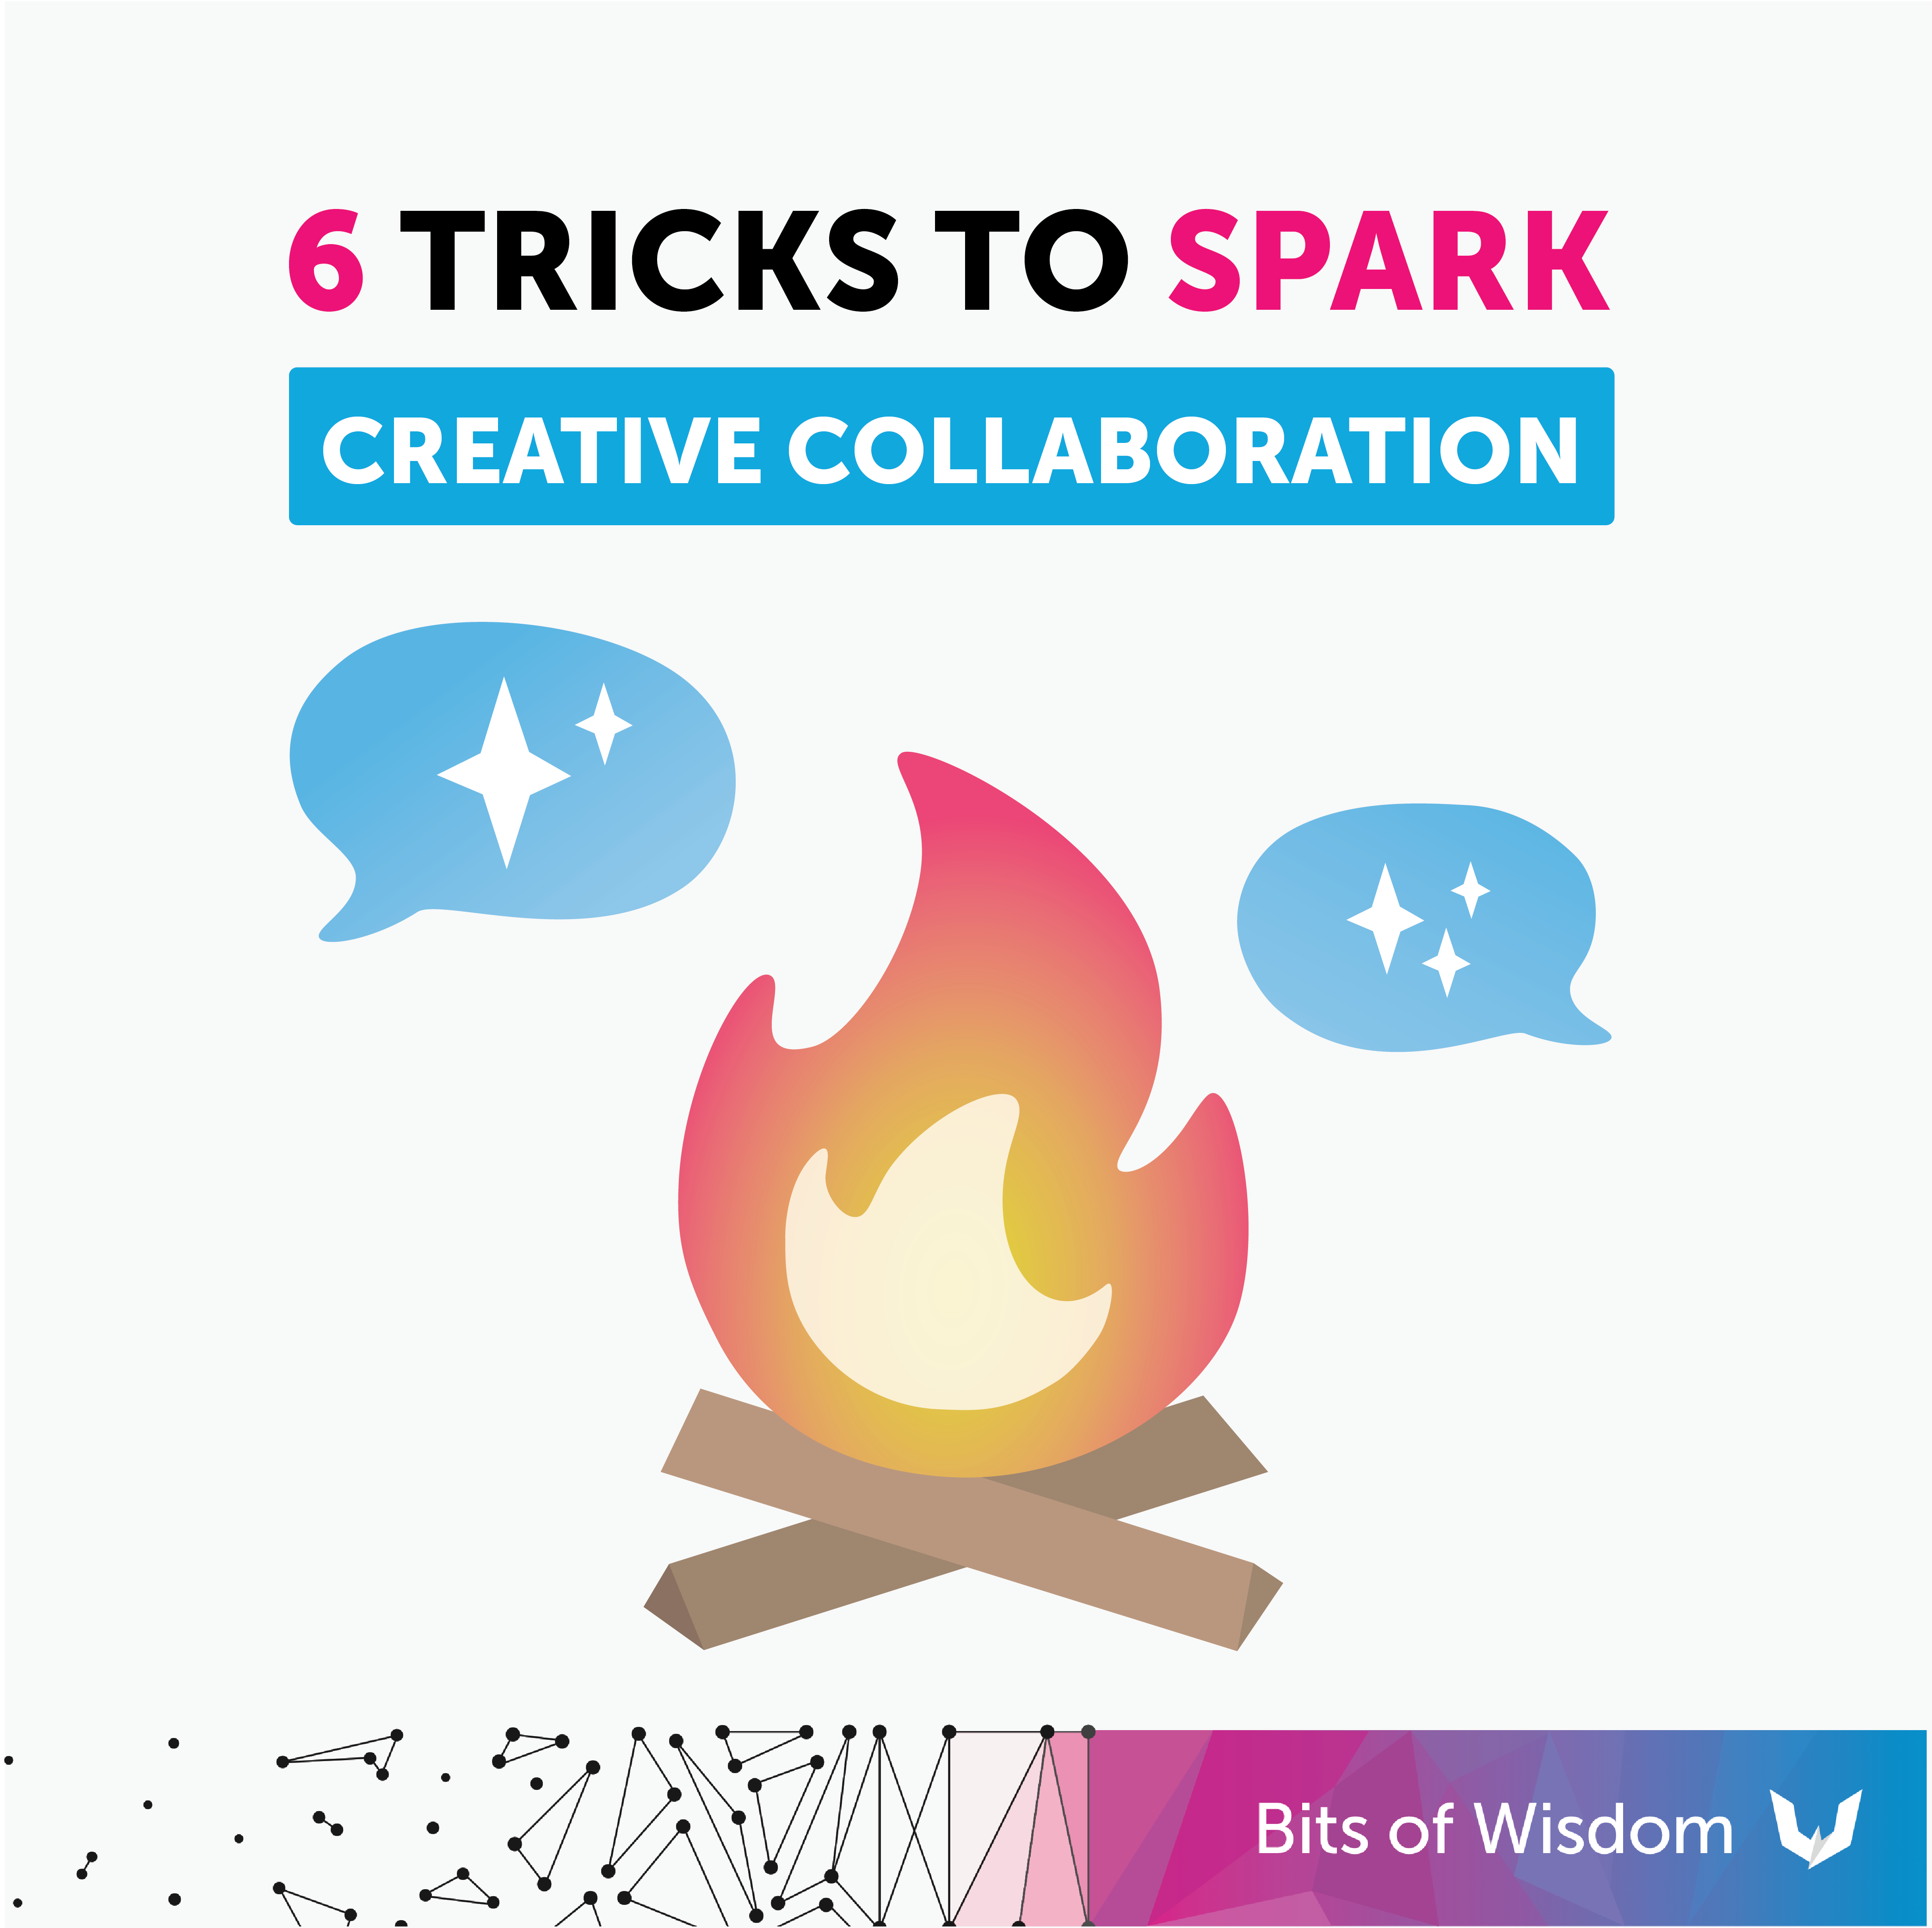 6 TRICKS TO SPARK
CREATIVE COLLABORATION
Bits of Wisdom